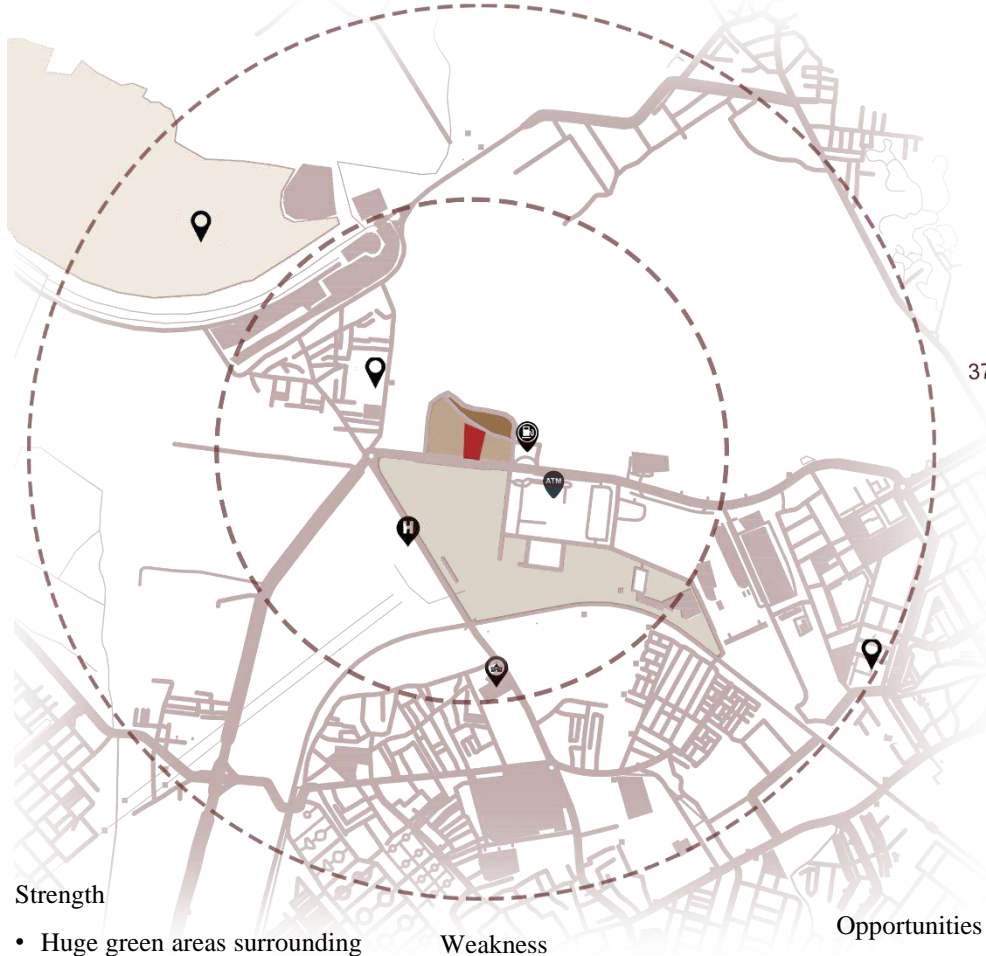 37
ATM
H
Strength
• Huge green areas surrounding
Weakness
Opportunities